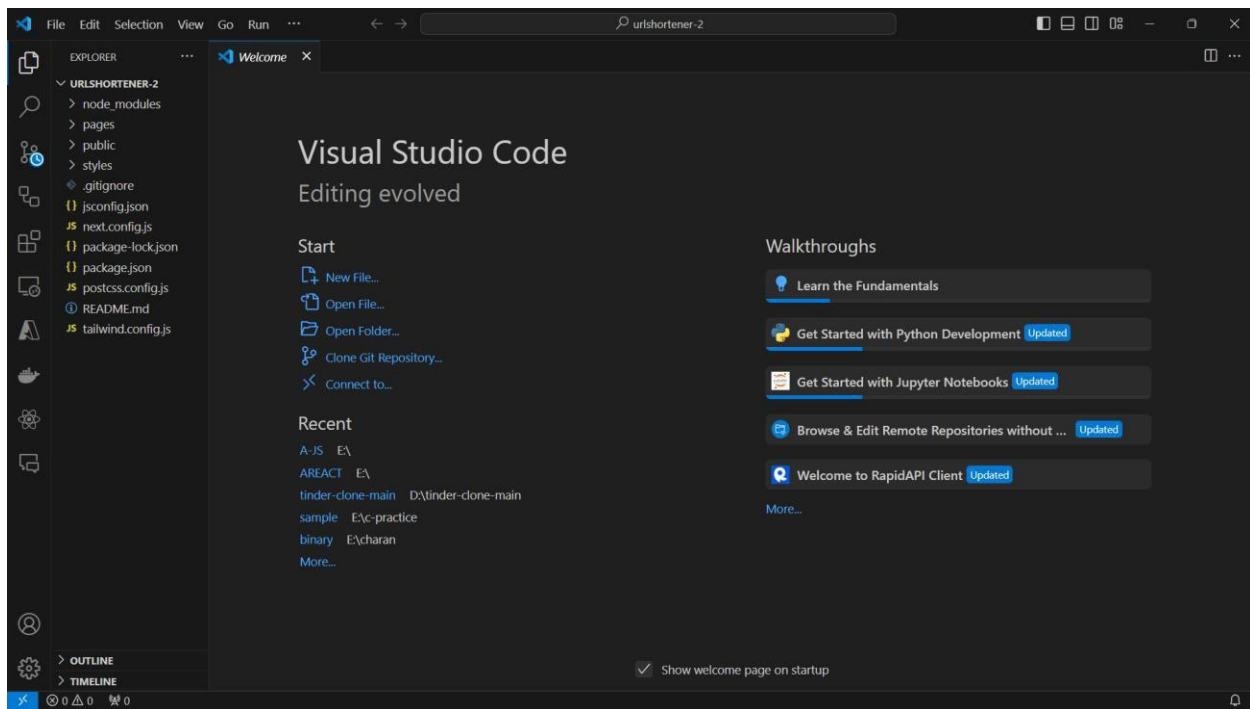 File Edit Selection View Go Run ··· urlshortener-2
EXPLORER ···
Welcome
URLSHORTENER-2
node_modules
pages
public
styles
.gitignore
{} jsconfig.json
JS next.config.js
{} package-lock.json
{} package.json
JS postcss.config.js
README.md
JS tailwind.config.js
OUTLINE
TIMELINE
Visual Studio Code
Editing evolved
Start
New File...
Open File...
Open Folder...
Clone Git Repository...
Connect to...
Recent
A-JS E:\
AREACT E:\
tinder-clone-main D:\tinder-clone-main
sample E:\c-practice
binary E:\charan
More...
Walkthroughs
Learn the Fundamentals
Get Started with Python Development Updated
Get Started with Jupyter Notebooks Updated
Browse & Edit Remote Repositories without ... Updated
Welcome to RapidAPI Client Updated
More...
Show welcome page on startup
0 0 0